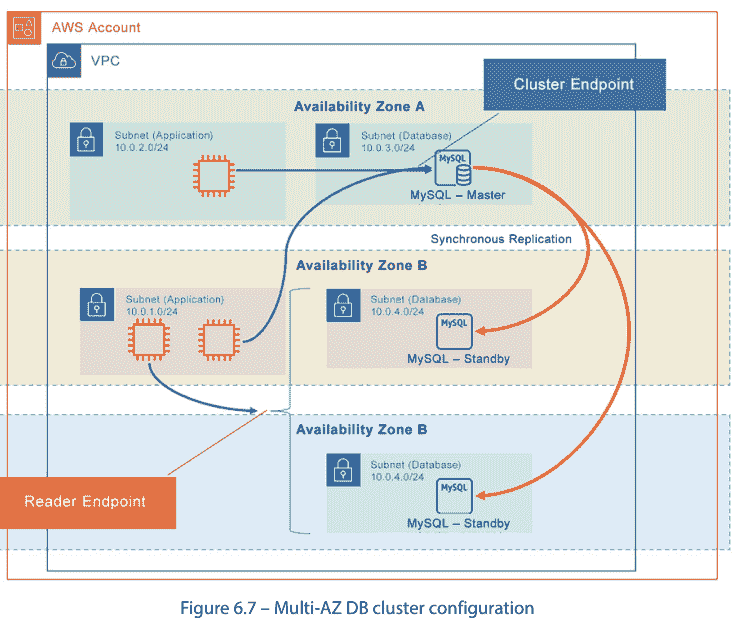 AWS Account
VPC
Cluster Endpoint
Availability Zone A
Subnet (Application)
10.0.2.0/24
Subnet (Database)
10.0.3.0/24
MySQL
MySQL – Master
Synchronous Replication
Availability Zone B
Subnet (Application)
10.0.1.0/24
Subnet (Database)
10.0.4.0/24
MySQL
MySQL – Standby
Availability Zone B
Subnet (Database)
10.0.4.0/24
MySQL
MySQL – Standby
Reader Endpoint
Figure 6.7 – Multi-AZ DB cluster configuration